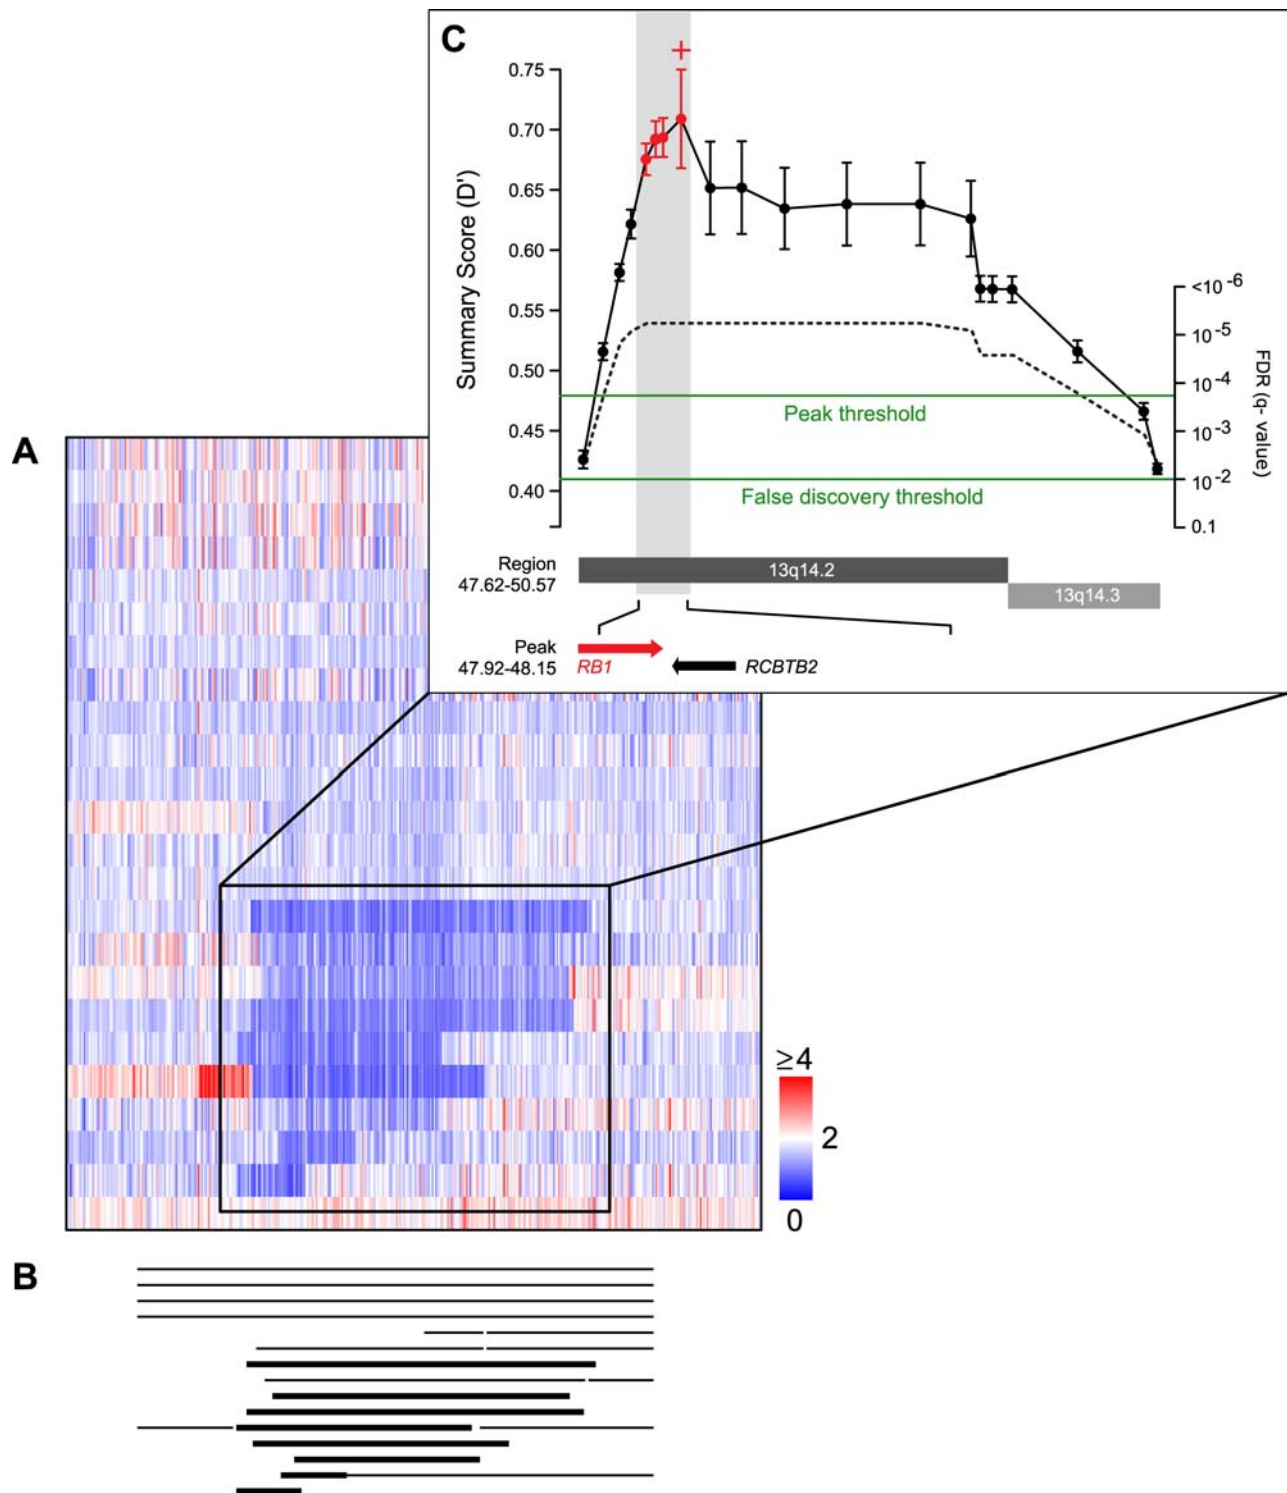 C
+
0.75
0.70
0.65
0.60
0.55
0.50
0.45
0.40
Summary Score (D')
<10 -6
10 -5
10 -4
10 -3
10 -2
0.1
FDR (q- value)
Peak threshold
False discovery threshold
Region
47.62-50.57
13q14.2
13q14.3
Peak
47.92-48.15
RB1
RCBTB2
A
≥4
2
0
B